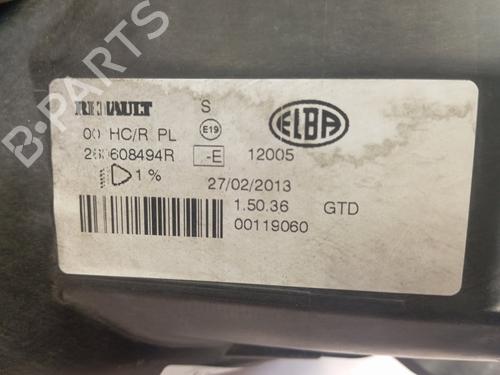 RENAULT S
ELBA
00 HC/R PL E19
608494R -E 12005
1 %
27/02/2013
1.50.36 GTD
00119060
B-PARTS